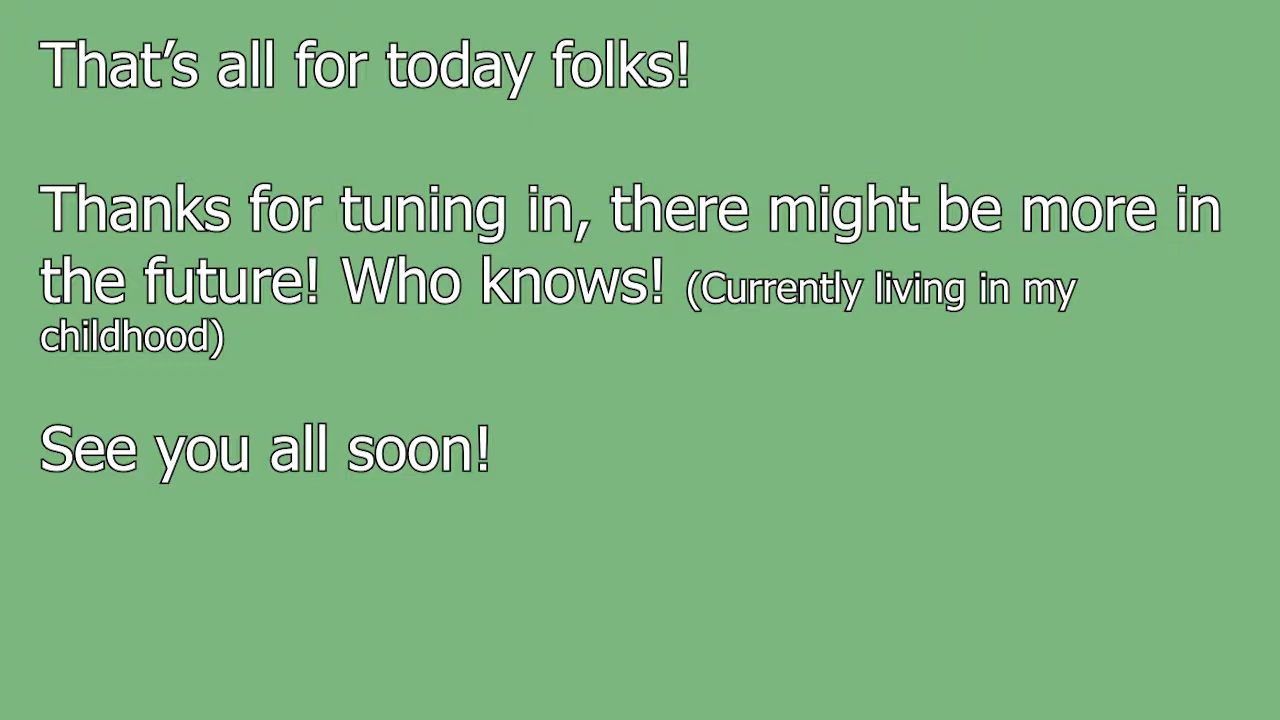 That’s all for today folks!
Thanks for tuning in, there might be more in
the future! Who knows! (Currently living in my
childhood)
See you all soon!